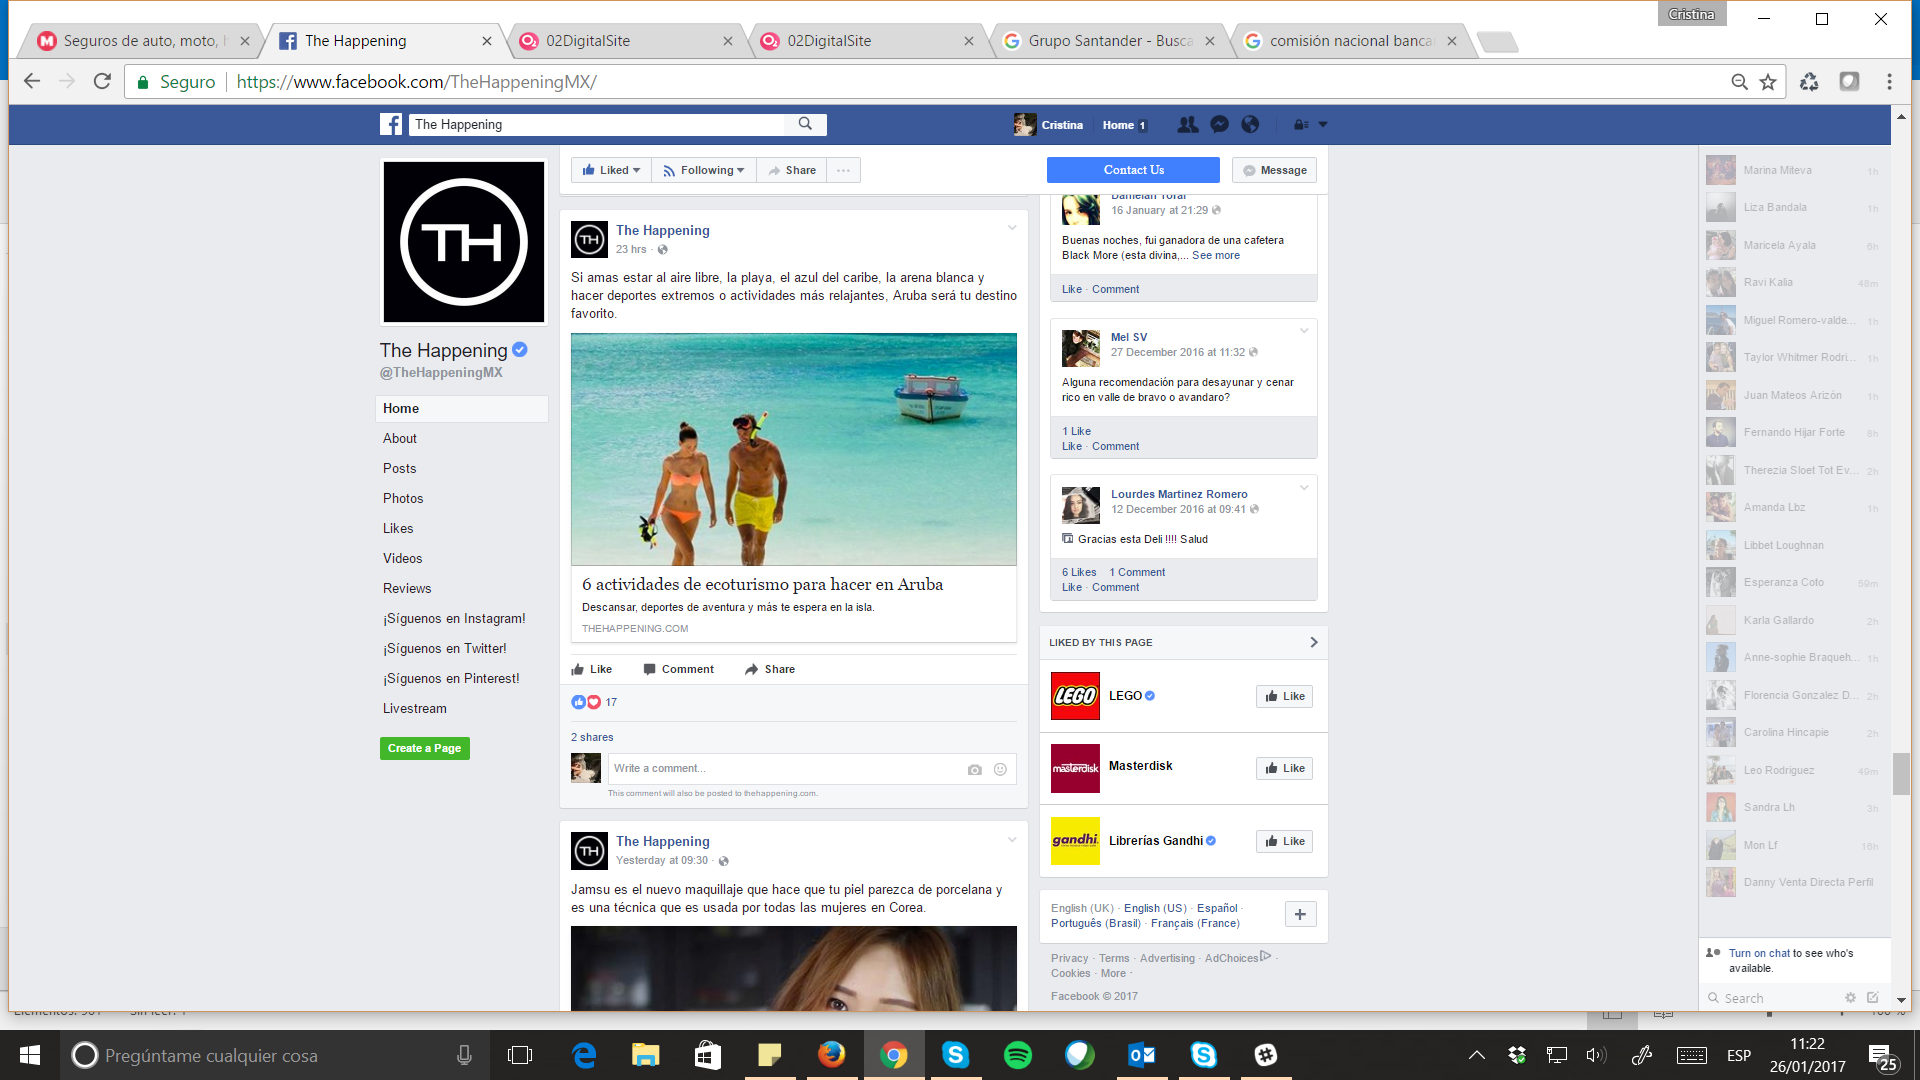 Cristina
Seguros de auto, moto, h
The Happening
02DigitalSite
02DigitalSite
Grupo Santander - Busca
comisión nacional bancar
Seguro
https://www.facebook.com/TheHappeningMX/
The Happening
Cristina
Home 1
TH
The Happening
@TheHappeningMX
Home
About
Posts
Photos
Likes
Videos
Reviews
¡Síguenos en Instagram!
¡Síguenos en Twitter!
¡Síguenos en Pinterest!
Livestream
Create a Page
Liked
Following
Share
Contact Us
Message
TH
The Happening
23 hrs ·
Si amas estar al aire libre, la playa, el azul del caribe, la arena blanca y
hacer deportes extremos o actividades más relajantes, Aruba será tu destino
favorito.
6 actividades de ecoturismo para hacer en Aruba
Descansar, deportes de aventura y más te espera en la isla.
THEHAPPENING.COM
Like
Comment
Share
17
2 shares
Write a comment...
This comment will also be posted to thehappening.com.
TH
The Happening
Yesterday at 09:30 ·
Jamsu es el nuevo maquillaje que hace que tu piel parezca de porcelana y
es una técnica que es usada por todas las mujeres en Corea.
16 January at 21:29
Buenas noches, fui ganadora de una cafetera
Black More (esta divina,... See more
Like · Comment
Mel SV
27 December 2016 at 11:32
Alguna recomendación para desayunar y cenar
rico en valle de bravo o avandaro?
1 Like
Like · Comment
Lourdes Martinez Romero
12 December 2016 at 09:41
Gracias esta Deli !!!! Salud
6 Likes 1 Comment
Like · Comment
LIKED BY THIS PAGE
LEGO
LEGO
Like
masterdisk
Masterdisk
Like
gandhi
Librerías Gandhi
Like
English (UK) · English (US) · Español ·
Português (Brasil) · Français (France)
Privacy · Terms · Advertising · AdChoices ·
Cookies · More ·
Facebook © 2017
Marina Miteva 1h
Liza Bandala 1h
Maricela Ayala 6h
Ravi Kalia 48m
Miguel Romero-valde... 1h
Taylor Whitmer Rodri... 1h
Juan Mateos Arizón 1h
Fernando Hijar Forte 8h
Therezia Sloet Tot Ev... 2h
Amanda Lbz 1h
Libbet Loughnan
Esperanza Coto 59m
Karla Gallardo 2h
Anne-sophie Braqueh... 1h
Florencia Gonzalez D... 2h
Carolina Hincapie 2h
Leo Rodriguez 49m
Sandra Lh 3h
Mon Lf 16h
Danny Venta Directa Perfil
Turn on chat to see who's
available.
Search
Pregúntame cualquier cosa
ESP
11:22
26/01/2017
25